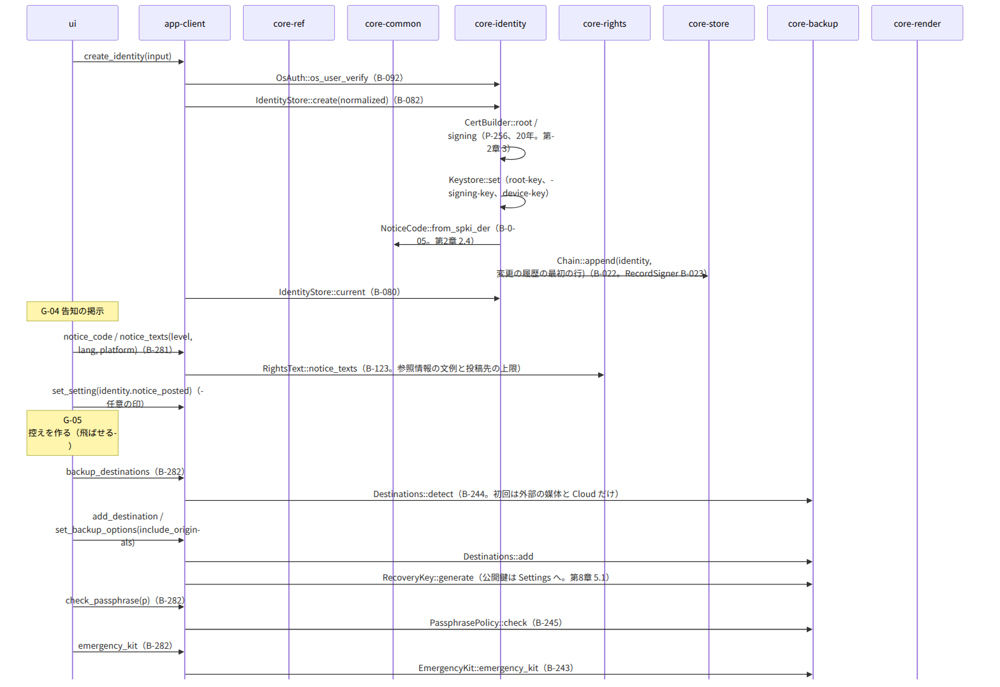 ui
app-client
core-ref
core-common
core-identity
core-rights
core-store
core-backup
core-render
create_identity(input)
OsAuth::os_user_verify（B-092）
IdentityStore::create(normalized)（B-082）
CertBuilder::root /
signing（P-256、20年。第-
2章 3）
Keystore::set（root-key、-
signing-key、device-key）
NoticeCode::from_spki_der（B-0-
05。第2章 2.4）
Chain::append(identity,
変更の履歴の最初の行)（B-022。RecordSigner B-023）
IdentityStore::current（B-080）
G-04 告知の掲示
notice_code / notice_texts(level,
lang, platform)（B-281）
RightsText::notice_texts（B-123。参照情報の文例と投稿先の上限）
set_setting(identity.notice_posted)（-
任意の印）
G-05
控えを作る（飛ばせる-
）
backup_destinations（B-282）
Destinations::detect（B-244。初回は外部の媒体と Cloud だけ）
add_destination /
set_backup_options(include_origin-
als)
Destinations::add
RecoveryKey::generate（公開鍵は Settings へ。第8章 5.1）
check_passphrase(p)（B-282）
PassphrasePolicy::check（B-245）
emergency_kit（B-282）
EmergencyKit::emergency_kit（B-243）